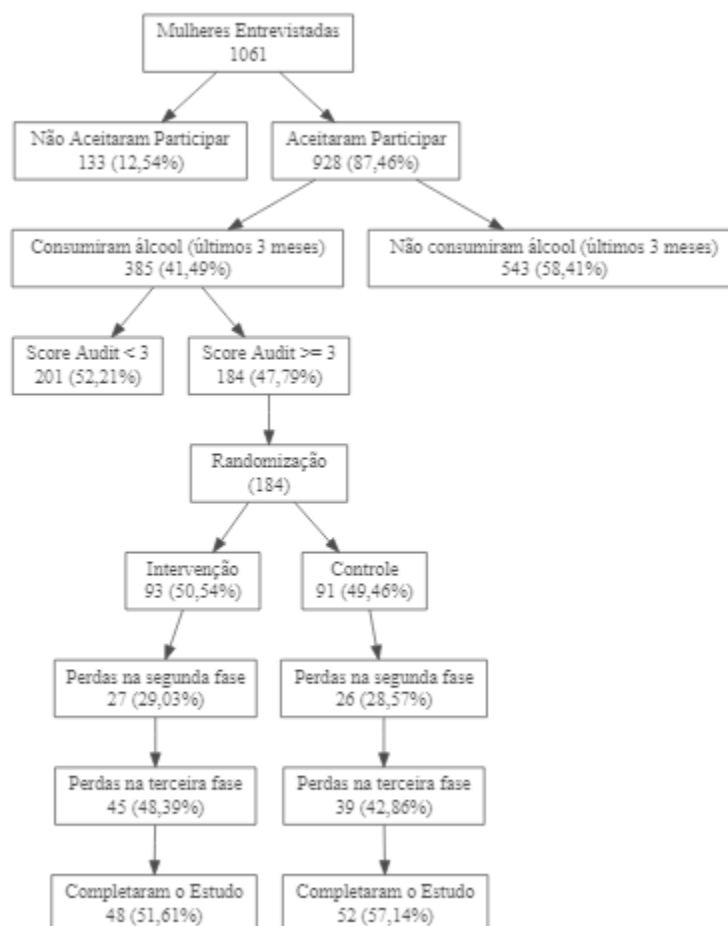 Mulheres Entrevistadas
1061
Não Aceitaram Participar
133 (12,54%)
Aceitaram Participar
928 (87,46%)
Consumiram álcool (últimos 3 meses)
385 (41,49%)
Não consumiram álcool (últimos 3 meses)
543 (58,41%)
Score Audit < 3
201 (52,21%)
Score Audit >= 3
184 (47,79%)
Randomização
(184)
Intervenção
93 (50,54%)
Controle
91 (49,46%)
Perdas na segunda fase
27 (29,03%)
Perdas na segunda fase
26 (28,57%)
Perdas na terceira fase
45 (48,39%)
Perdas na terceira fase
39 (42,86%)
Completaram o Estudo
48 (51,61%)
Completaram o Estudo
52 (57,14%)